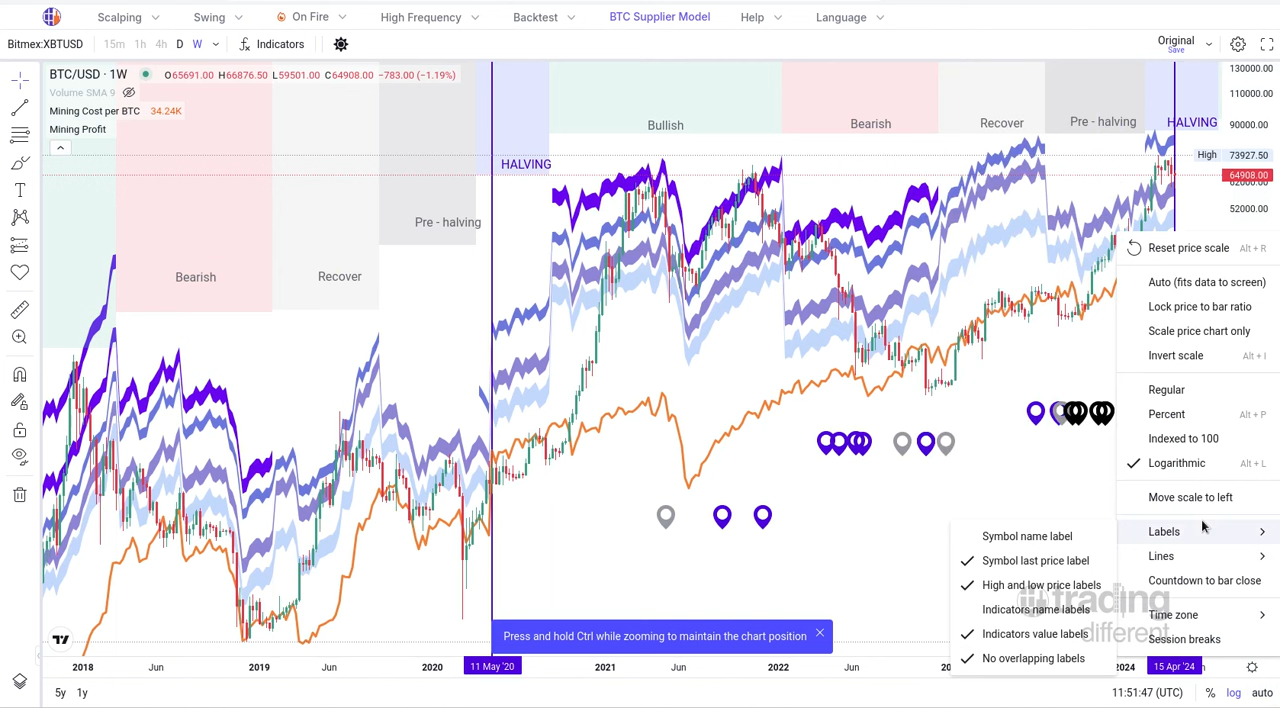 Scalping Swing On Fire High Frequency Backtest BTC Supplier Model Help Language
Bitmex:XBTUSD 15m 1h 4h D W Indicators Original
Save
BTC/USD · 1W O65691.00 H66876.50 L59501.00 C64908.00 −783.00 (−1.19%)
Volume SMA 9
Mining Cost per BTC 34.24K
Mining Profit
130000.00
110000.00
90000.00
High 73927.50
64908.00
62000.00
52000.00
Bullish Bearish Recover Pre - halving HALVING
HALVING
Pre - halving
Bearish Recover
Reset price scale Alt + R
Auto (fits data to screen)
Lock price to bar ratio
Scale price chart only
Invert scale Alt + I
Regular
Percent Alt + P
Indexed to 100
Logarithmic Alt + L
Move scale to left
Labels
Lines
Countdown to bar close
Time zone
Session breaks
Symbol name label
Symbol last price label
High and low price labels
Indicators name labels
Indicators value labels
No overlapping labels
trading
different
Press and hold Ctrl while zooming to maintain the chart position
2018 Jun 2019 Jun 2020 11 May '20 2021 Jun 2022 Jun 2024 15 Apr '24
5y 1y 11:51:47 (UTC) % log auto